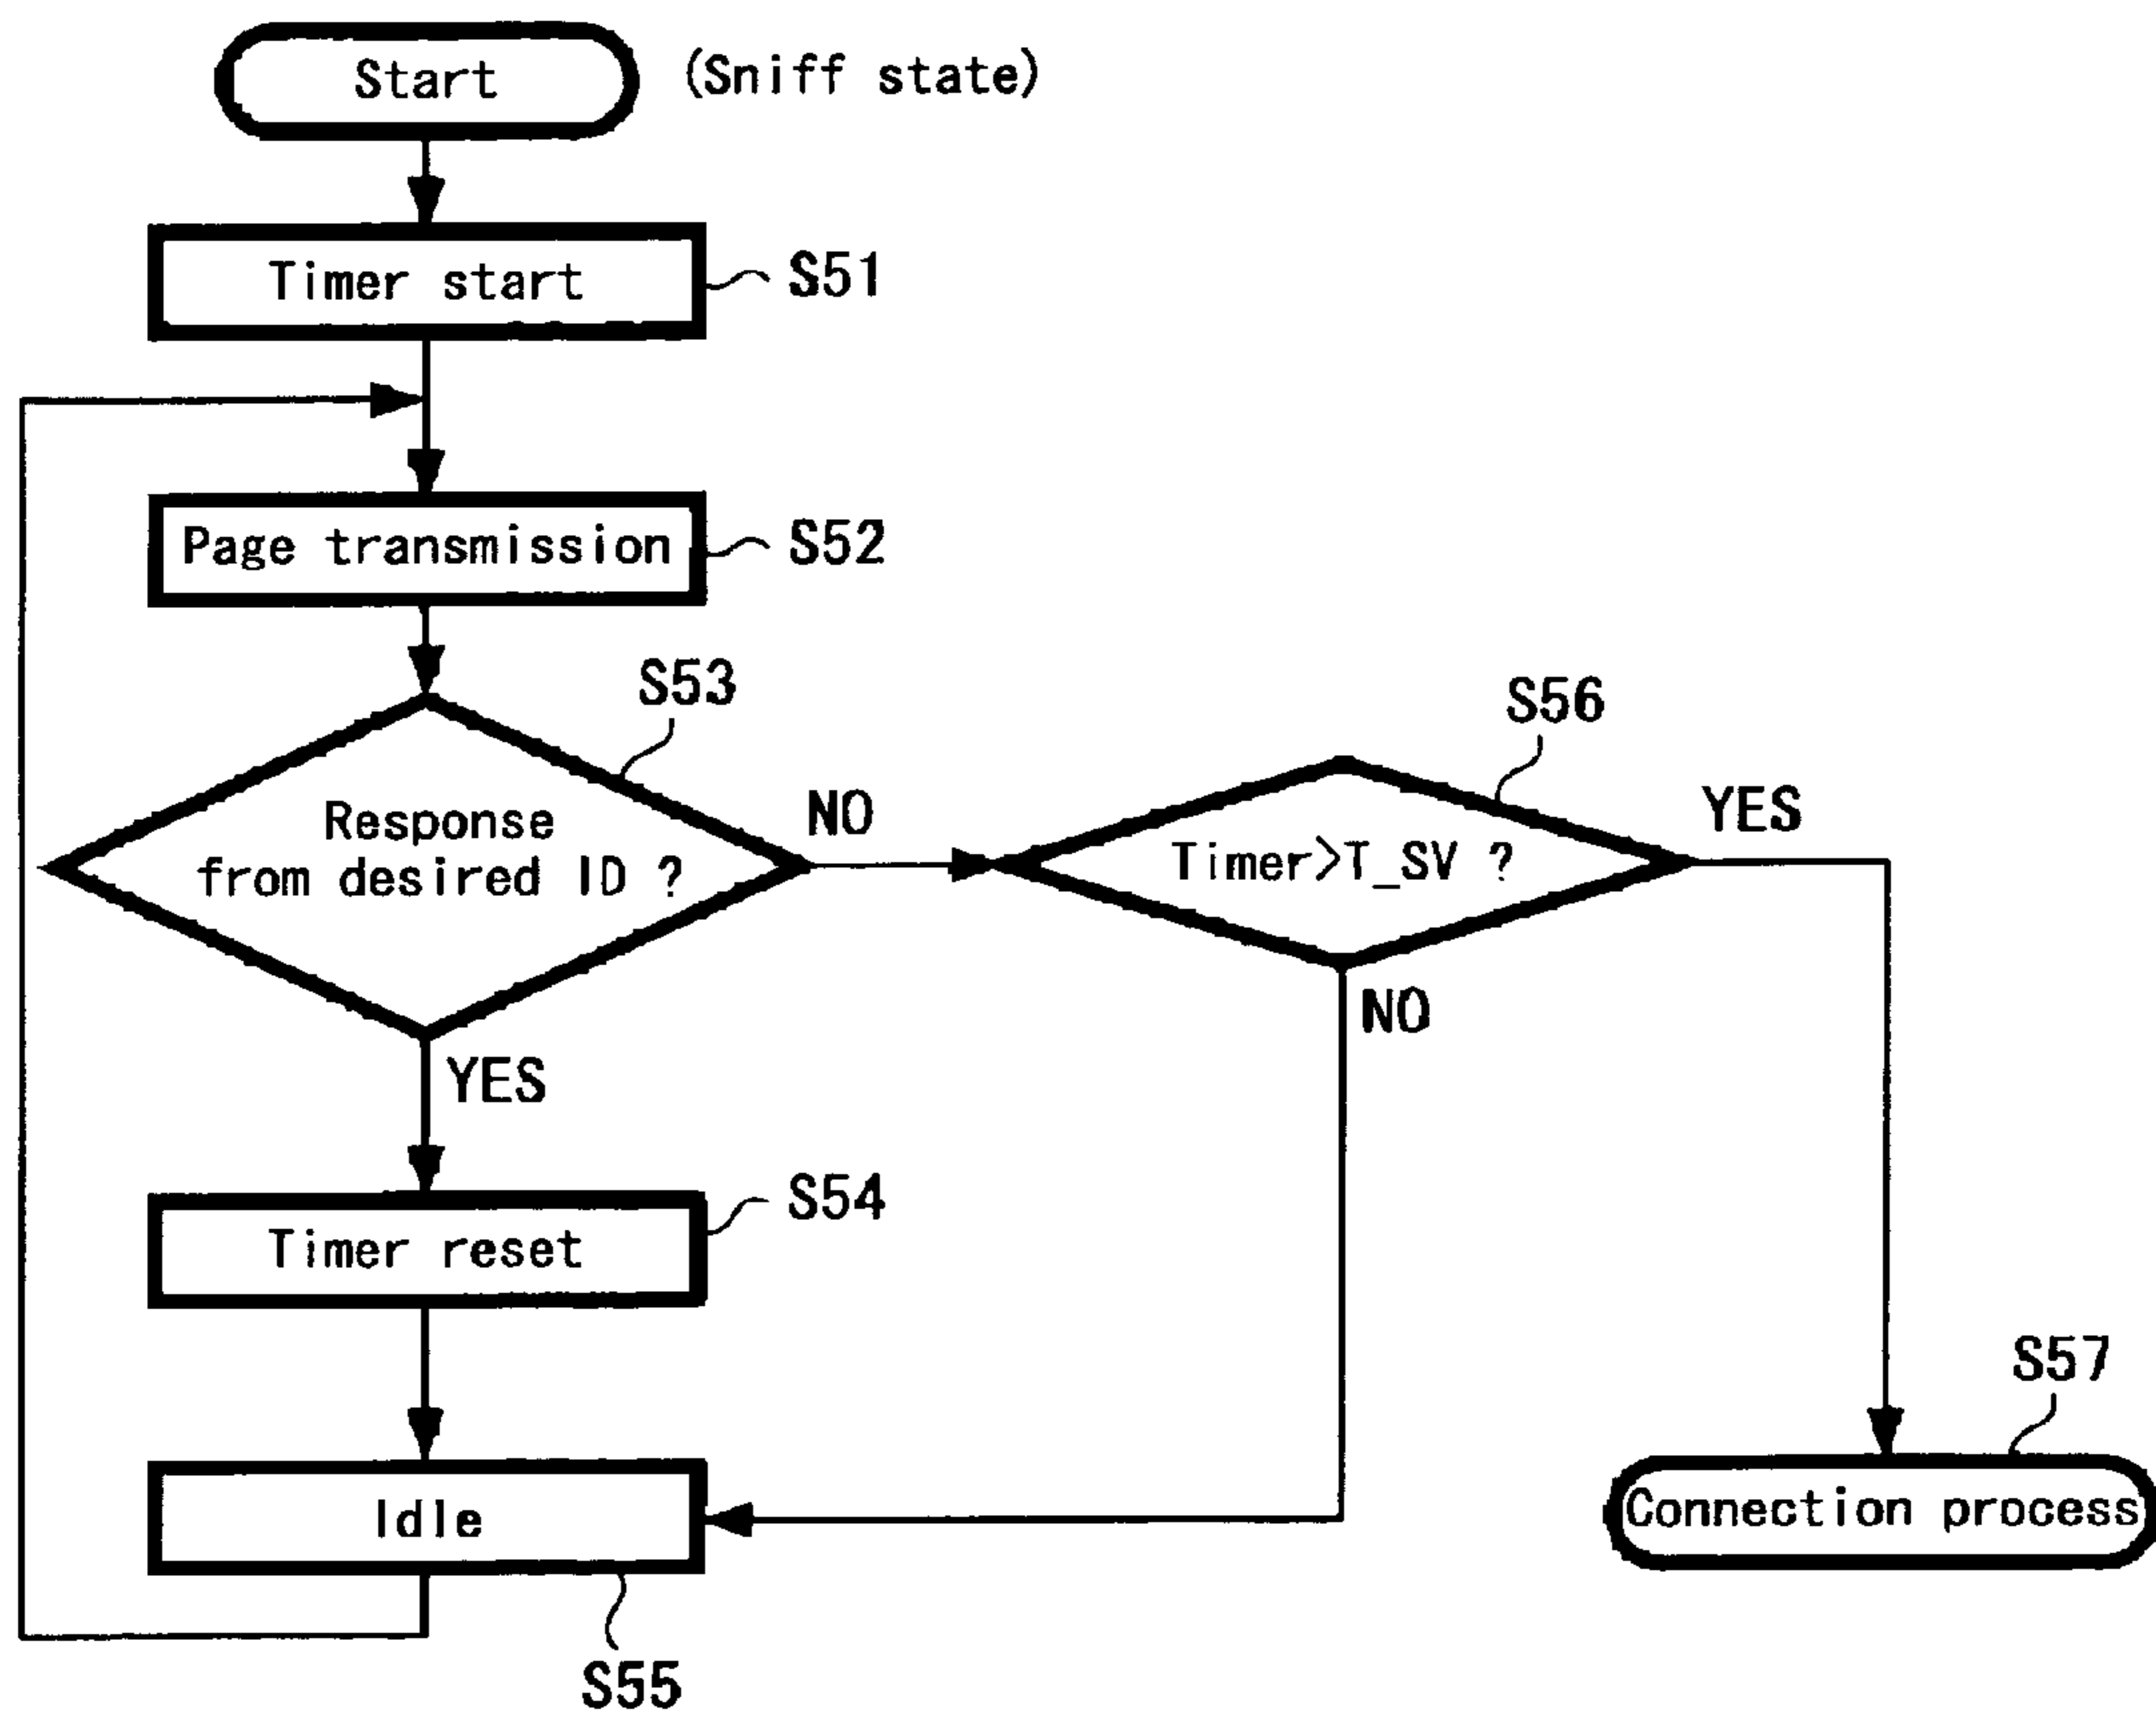 Start
(Sniff state)
Timer start
S51
Page transmission
S52
S53
Response
from desired ID ?
NO
S56
Timer>T_SV ?
YES
NO
YES
Timer reset
S54
Idle
S55
S57
Connection process